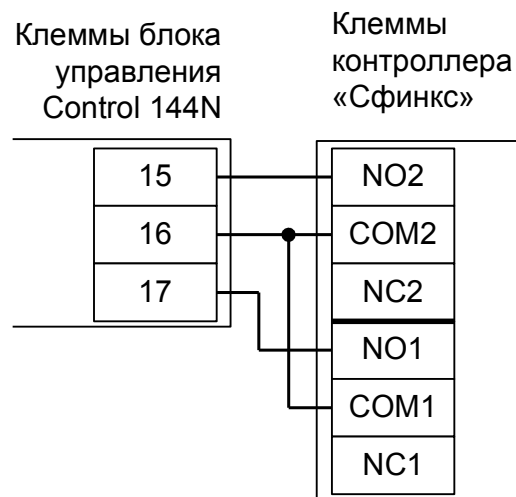 Клеммы блока
управления
Control 144N
Клеммы
контроллера
«Сфинкс»
15
16
17
NO2
COM2
NC2
NO1
COM1
NC1